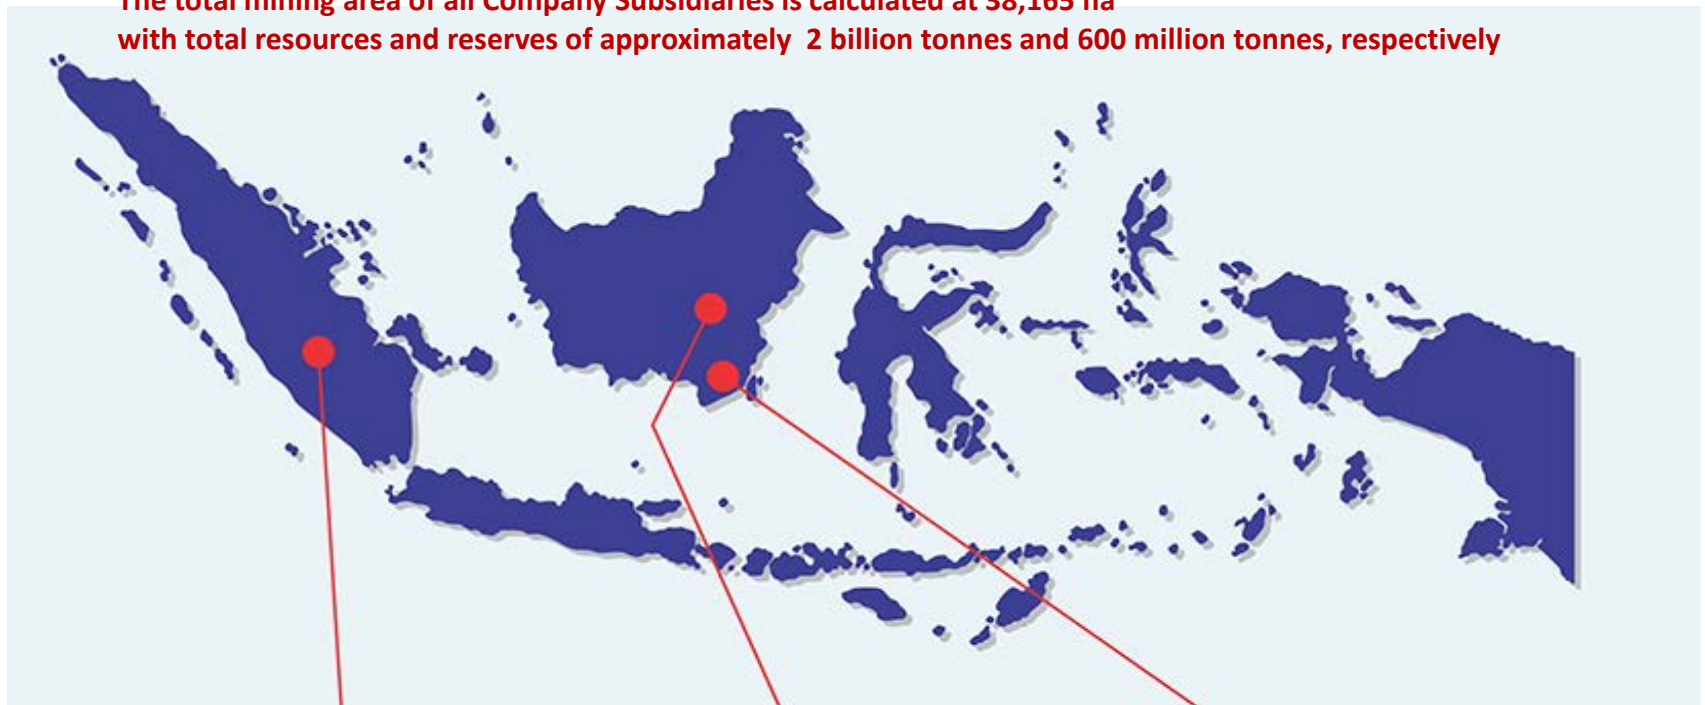 The total mining area of all Company Subsidiaries is calculated at 38,165 ha
with total resources and reserves of approximately  2 billion tonnes and 600 million tonnes, respectively